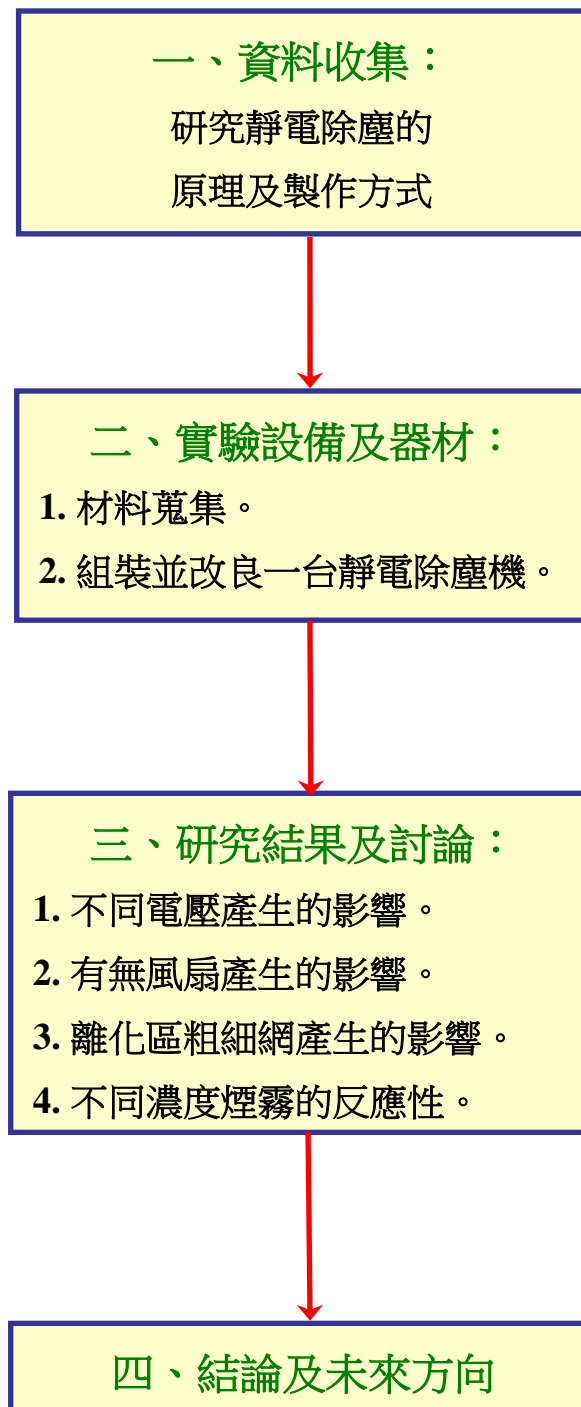 一、資料收集：
研究靜電除塵的
原理及製作方式
二、實驗設備及器材：
1. 材料蒐集。
2. 組裝並改良一台靜電除塵機。
三、研究結果及討論：
1. 不同電壓產生的影響。
2. 有無風扇產生的影響。
3. 離化區粗細網產生的影響。
4. 不同濃度煙霧的反應性。
四、結論及未來方向